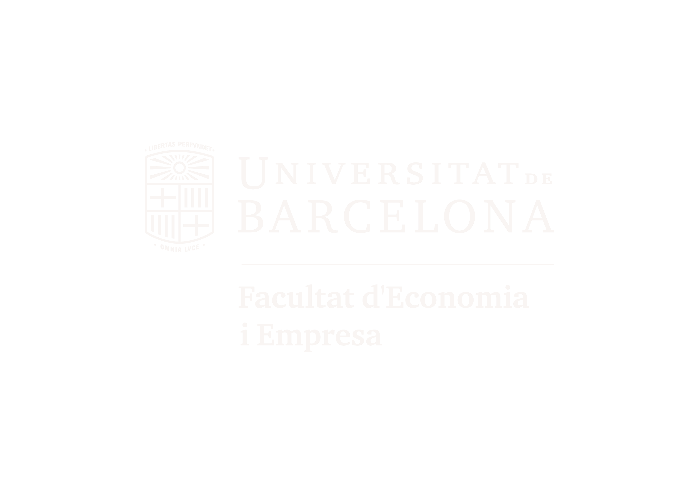 UNIVERSITAT DE
BARCELONA
Facultat d'Economia
i Empresa